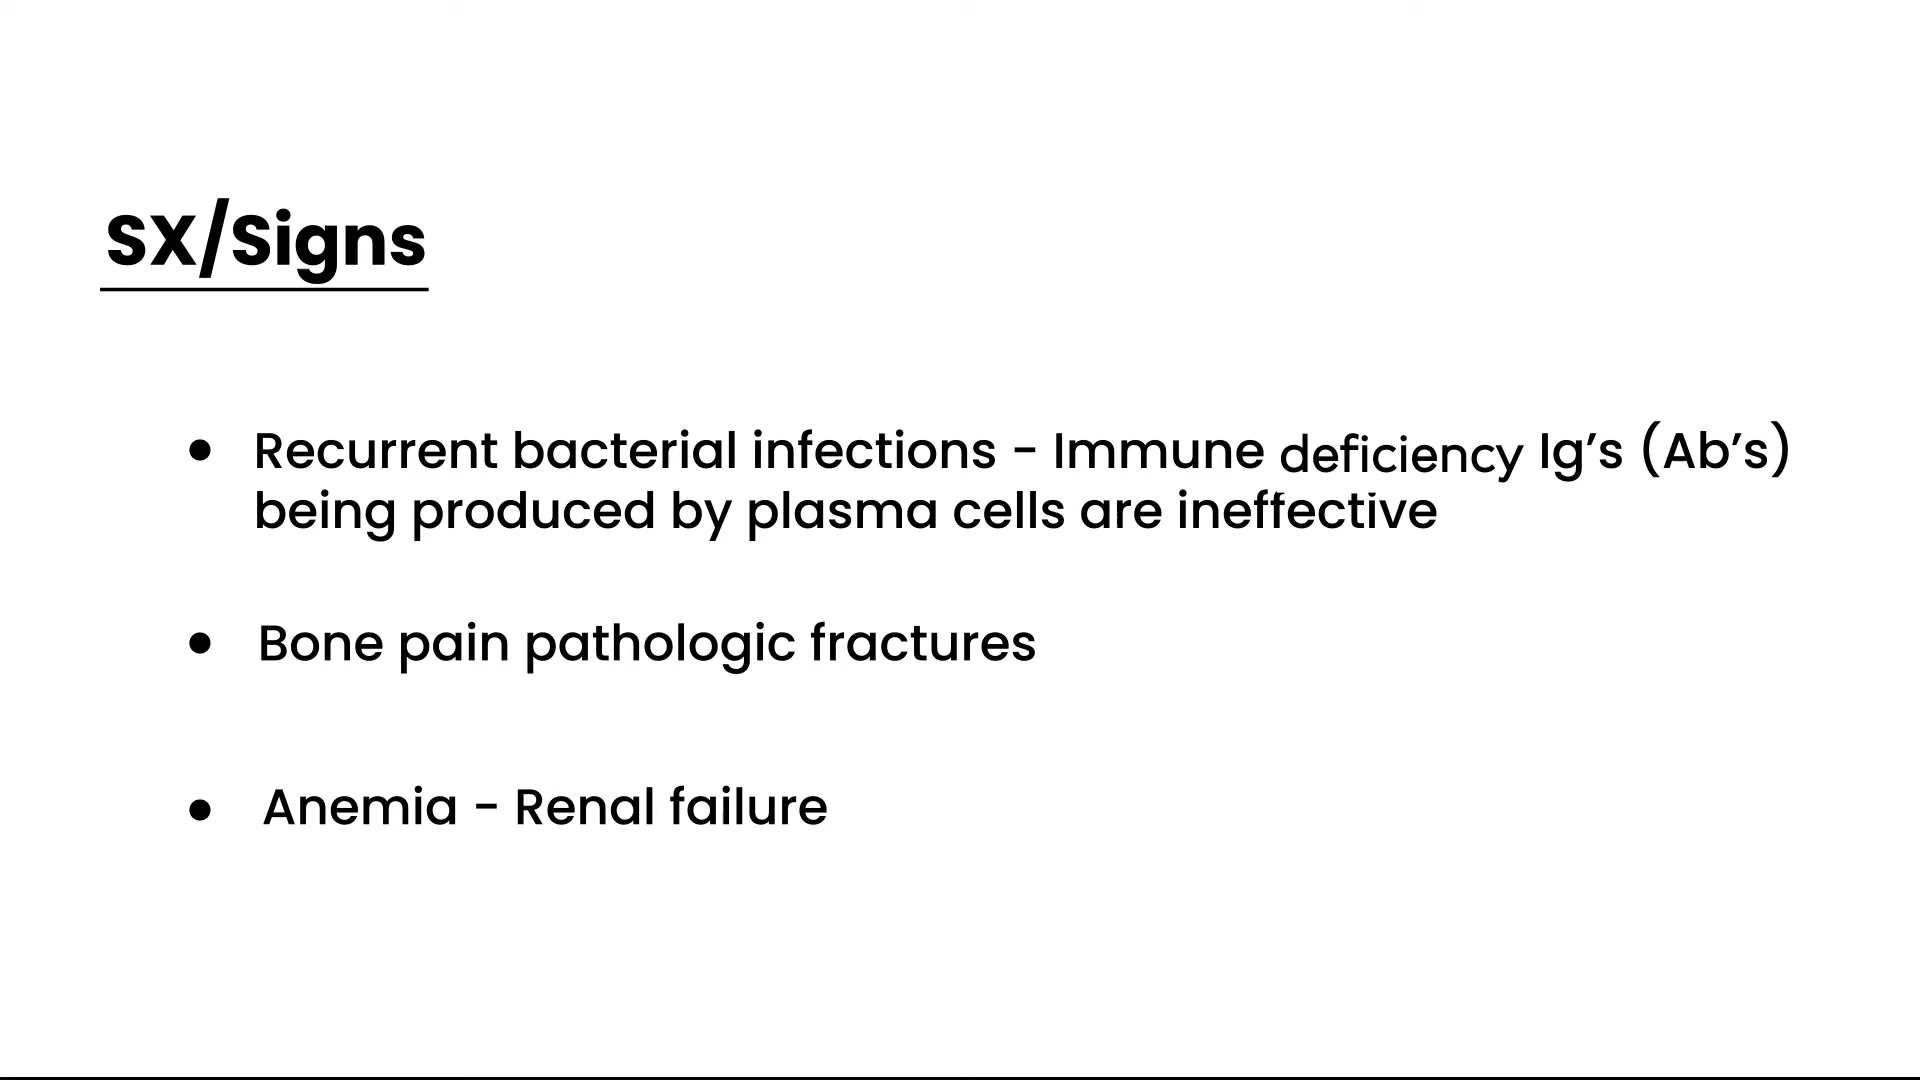 SX/Signs
• Recurrent bacterial infections - Immune deficiency Ig’s (Ab’s)
being produced by plasma cells are ineffective
• Bone pain pathologic fractures
• Anemia - Renal failure